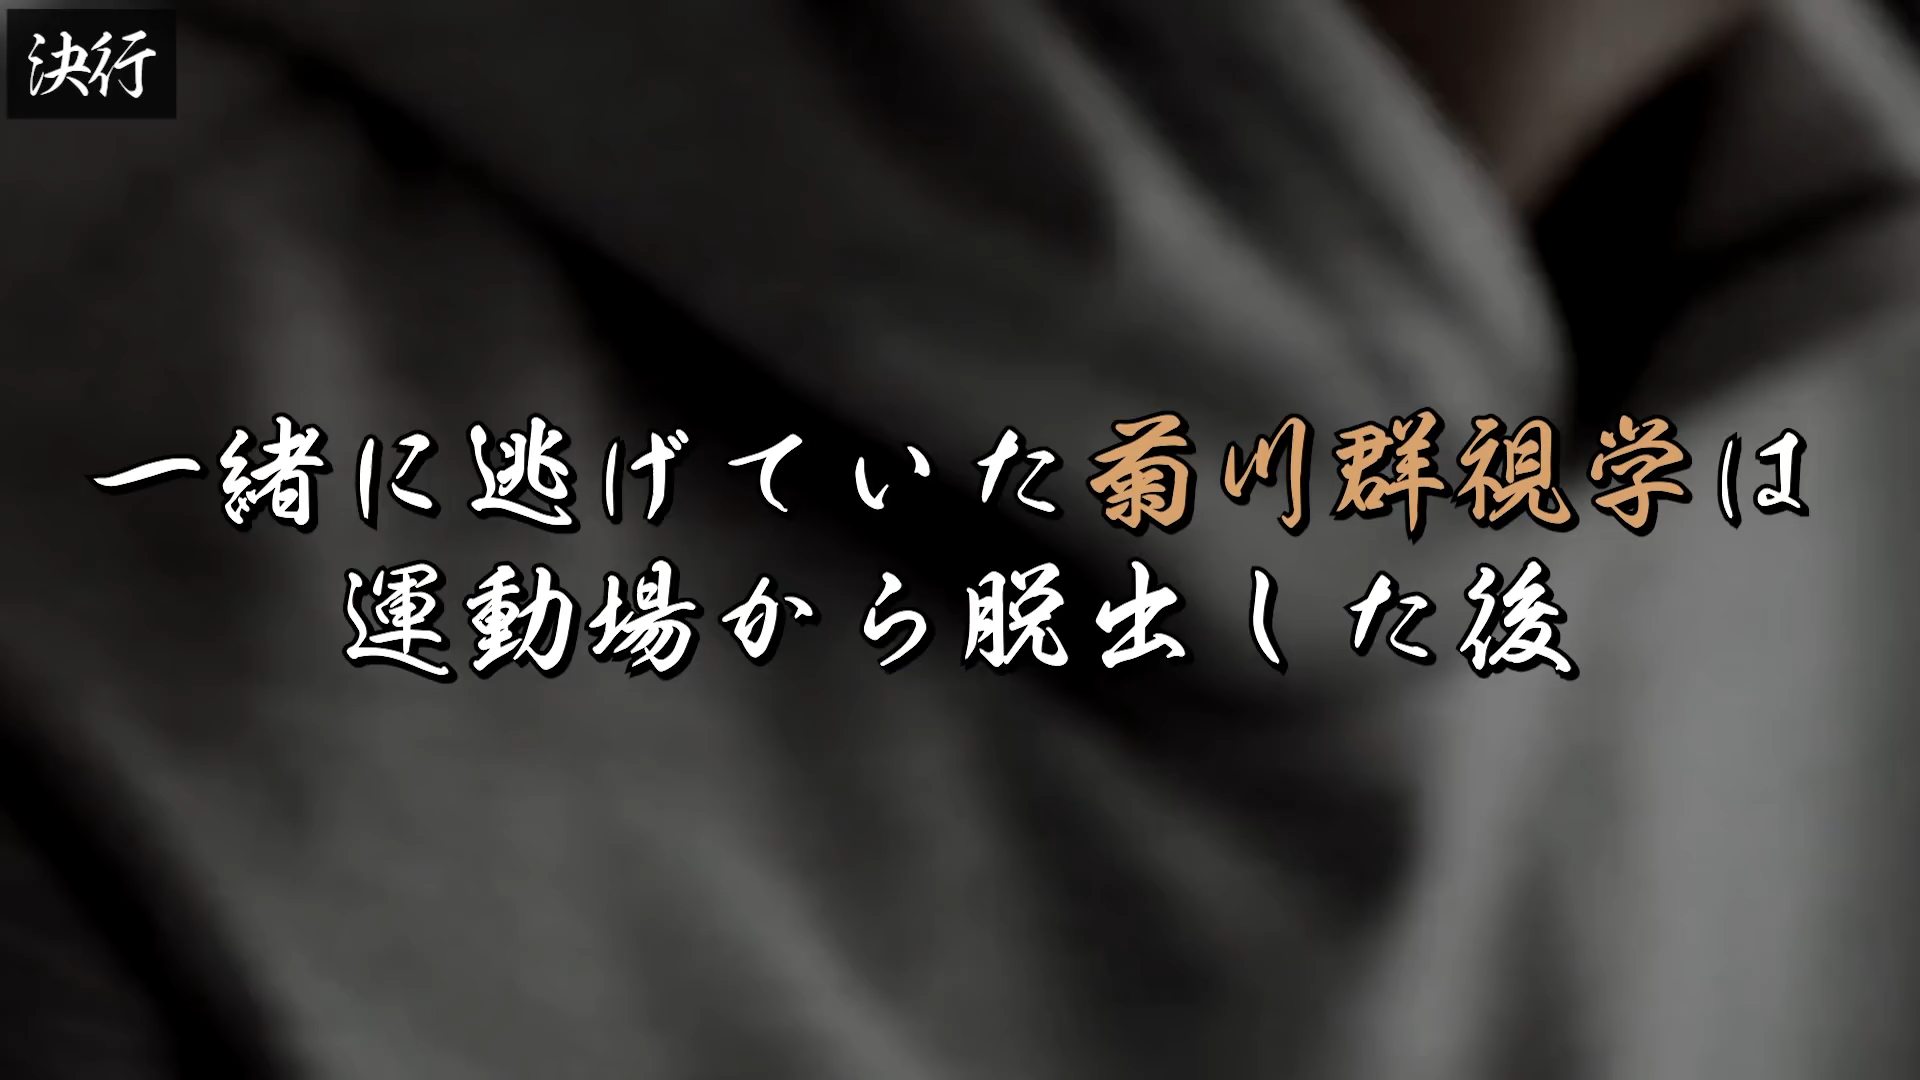 決行
一緒に逃げていた菊川群視学は
運動場から脱出した後